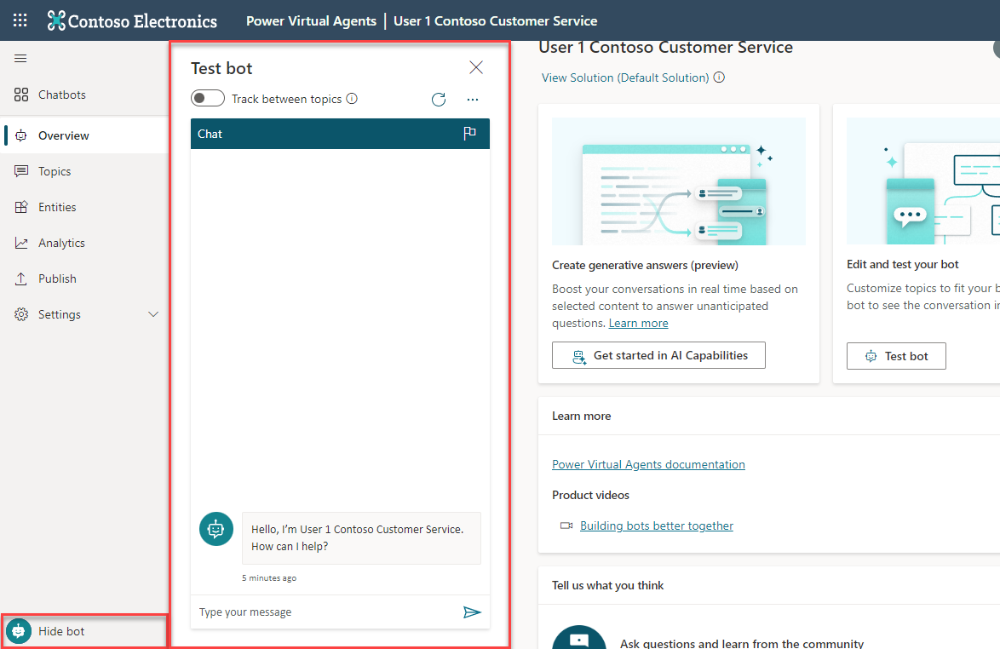 Contoso Electronics
Power Virtual Agents | User 1 Contoso Customer Service
Chatbots
Overview
Topics
Entities
Analytics
Publish
Settings
Hide bot
Test bot
Track between topics
Chat
Hello, I'm User 1 Contoso Customer Service.
How can I help?
5 minutes ago
Type your message
User 1 Contoso Customer Service
View Solution (Default Solution)
Create generative answers (preview)
Boost your conversations in real time based on
selected content to answer unanticipated
questions. Learn more
Get started in AI Capabilities
Edit and test your bot
Customize topics to fit your
bot to see the conversation
Test bot
Learn more
Power Virtual Agents documentation
Product videos
Building bots better together
Tell us what you think
Ask questions and learn from the community